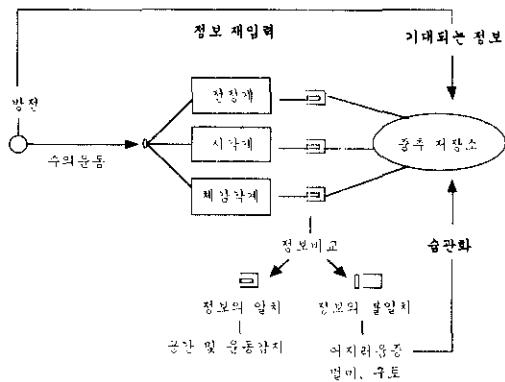 정보 재입력
기대되는 정보
방전
전정계
시각계
중추 저장소
수의운동
체감각계
정보비교
습관화
정보의 일치
정보의 불일치
공간 및 운동감지
어지러움증
멀미, 구토